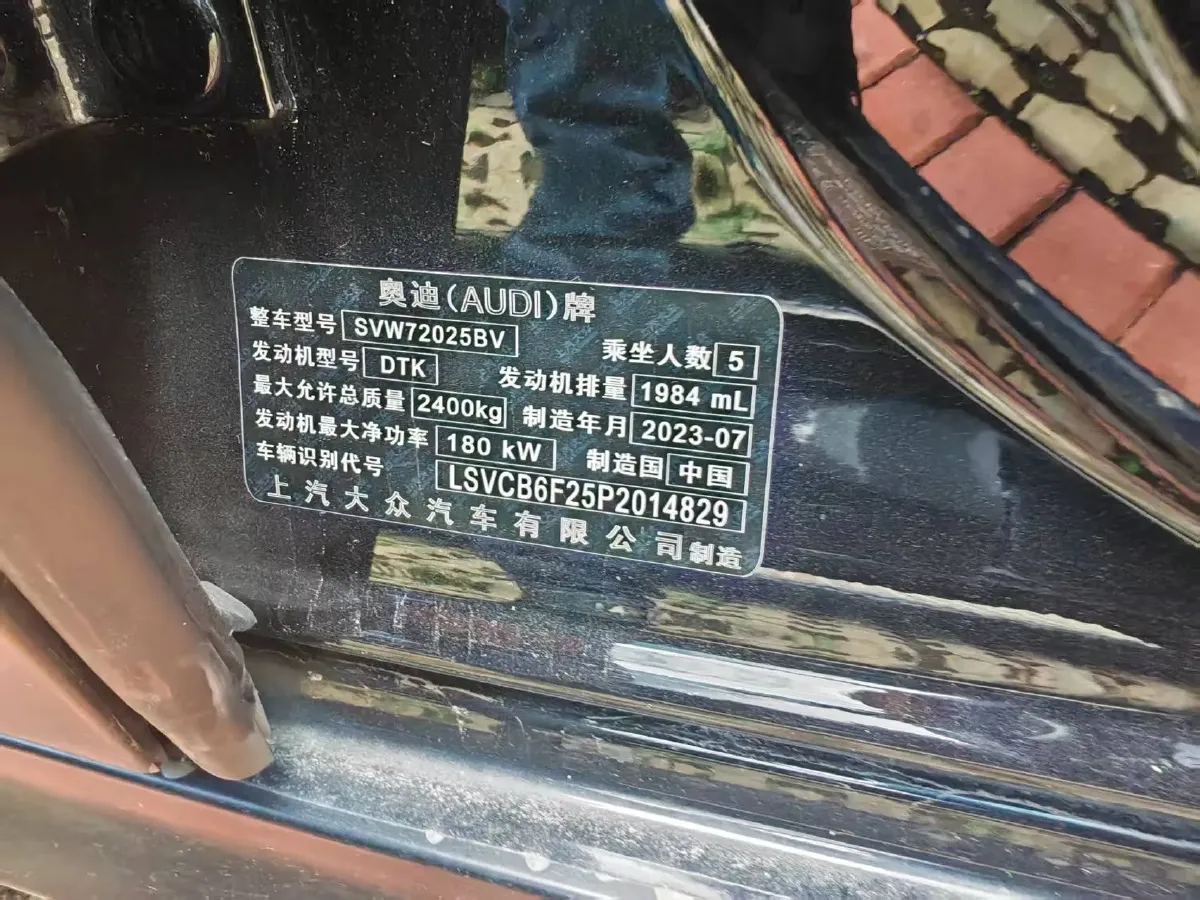 奥迪(AUDI)牌
整车型号 SVW72025BV 乘坐人数 5
发动机型号 DTK 发动机排量 1984 mL
最大允许总质量 2400kg 制造年月 2023-07
发动机最大净功率 180 kW 制造国 中国
车辆识别代号 LSVCB6F25P2014829
上汽大众汽车有限公司制造